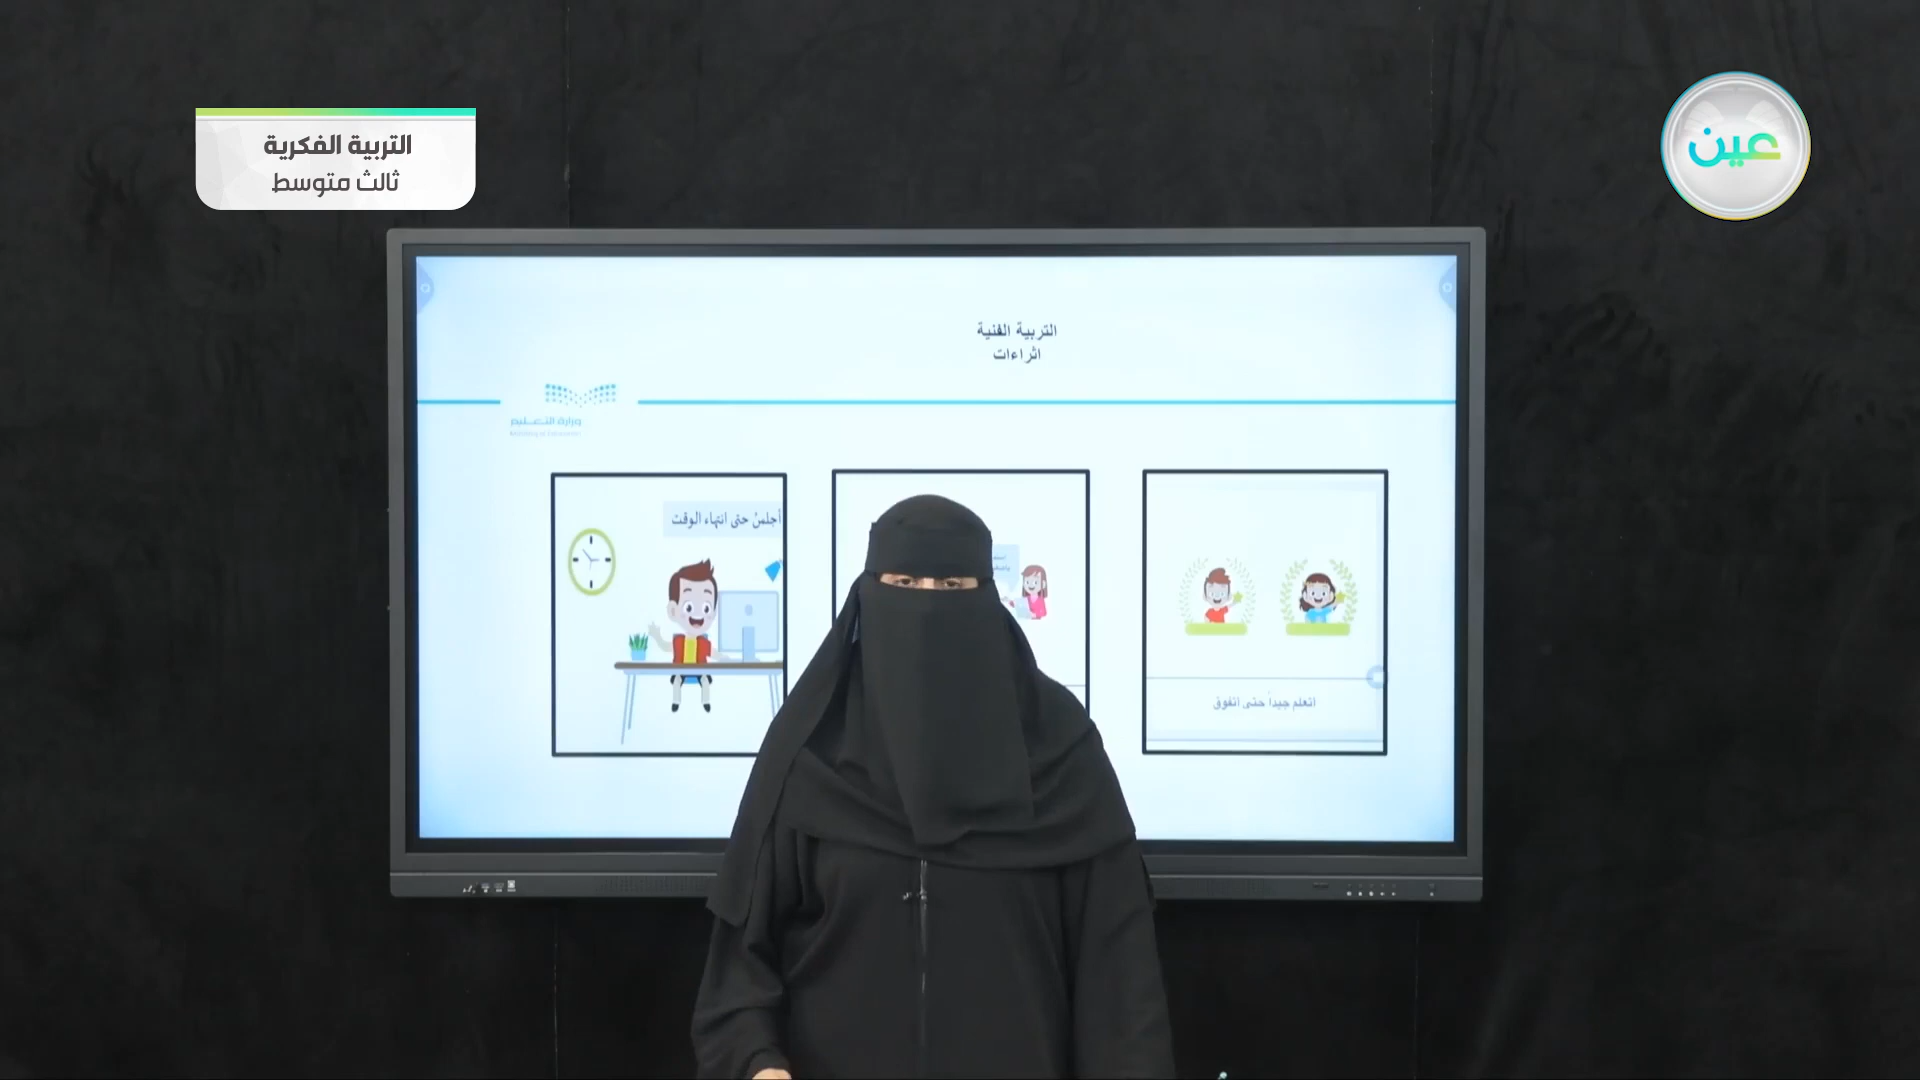 التربية الفكرية
ثالث متوسط
عين
التربية الفنية
اثراءات
وزارة التعليم
أجلسُ حتى انتهاء الوقت
اتعلم جيداً حتى اتفوق